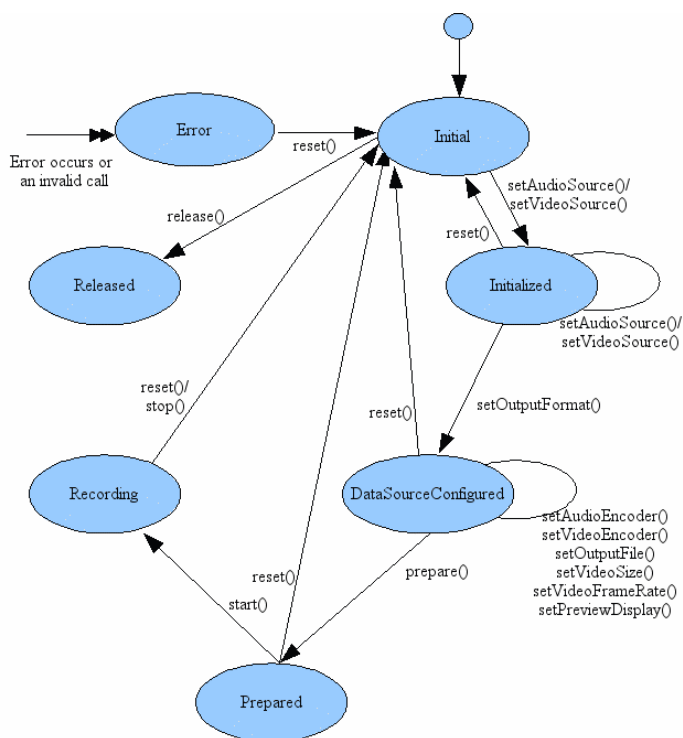 Error
Initial
reset()
Error occurs or
an invalid call
setAudioSource()/
setVideoSource()
release()
reset()
Released
Initialized
setAudioSource()/
setVideoSource()
reset()/
stop()
setOutputFormat()
reset()
Recording
DataSourceConfigured
setAudioEncoder()
setVideoEncoder()
setOutputFile()
setVideoSize()
setVideoFrameRate()
setPreviewDisplay()
reset()
prepare()
start()
Prepared